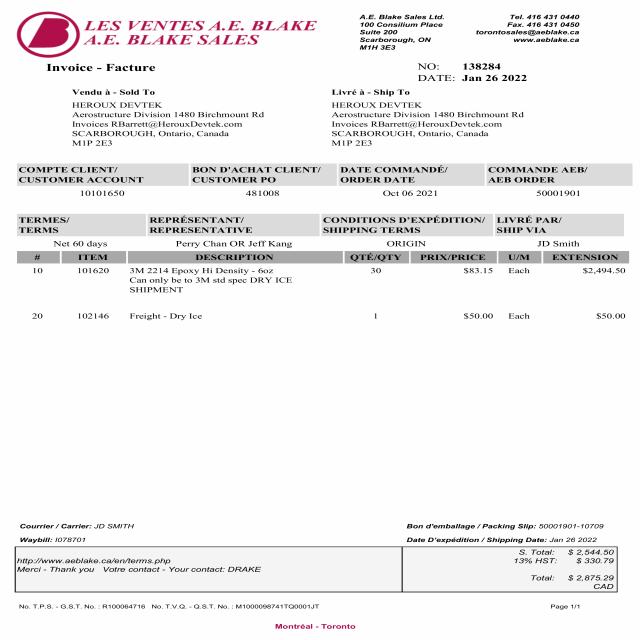 LES VENTES A.E. BLAKE
A.E. BLAKE SALES
A.E. Blake Sales Ltd.
100 Consilium Place
Suite 200
Scarborough, ON
M1H 3E3
Tel. 416 431 0440
Fax. 416 431 0450
torontosales@aeblake.ca
www.aeblake.ca
Invoice - Facture
NO: 138284
DATE: Jan 26 2022
Vendu à - Sold To
HEROUX DEVTEK
Aerostructure Division 1480 Birchmount Rd
Invoices RBarrett@HerouxDevtek.com
SCARBOROUGH, Ontario, Canada
M1P 2E3
Livré à - Ship To
HEROUX DEVTEK
Aerostructure Division 1480 Birchmount Rd
Invoices RBarrett@HerouxDevtek.com
SCARBOROUGH, Ontario, Canada
M1P 2E3
COMPTE CLIENT/ BON D'ACHAT CLIENT/ DATE COMMANDÉ/ COMMANDE AEB/
CUSTOMER ACCOUNT CUSTOMER PO ORDER DATE AEB ORDER
10101650 481008 Oct 06 2021 50001901
TERMES/ REPRÉSENTANT/ CONDITIONS D'EXPÉDITION/ LIVRÉ PAR/
TERMS REPRESENTATIVE SHIPPING TERMS SHIP VIA
Net 60 days Perry Chan OR Jeff Kang ORIGIN JD Smith
# ITEM DESCRIPTION QTÉ/QTY PRIX/PRICE U/M EXTENSION
10 101620 3M 2214 Epoxy Hi Density - 6oz 30 $83.15 Each $2,494.50
Can only be to 3M std spec DRY ICE
SHIPMENT
20 102146 Freight - Dry Ice 1 $50.00 Each $50.00
Courrier / Carrier: JD SMITH
Bon d'emballage / Packing Slip: 50001901-10709
Waybill: I078701
Date D'expédition / Shipping Date: Jan 26 2022
http://www.aeblake.ca/en/terms.php
Merci - Thank you Votre contact - Your contact: DRAKE
S. Total: $ 2,544.50
13% HST: $ 330.79
Total: $ 2,875.29
CAD
No. T.P.S. - G.S.T. No. : R100064716 No. T.V.Q. - Q.S.T. No. : M1000098741TQ0001JT
Page 1/1
Montréal - Toronto